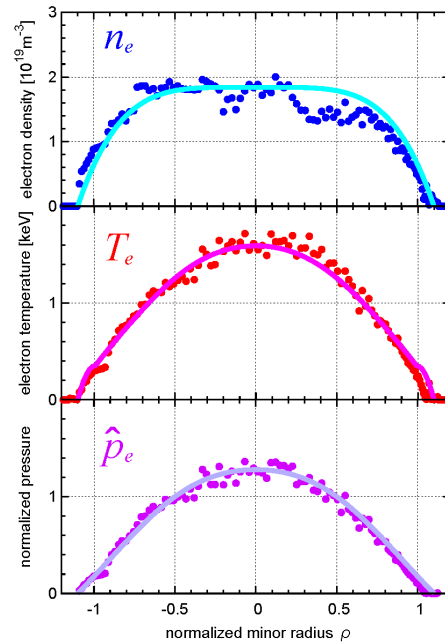 electron density [10^19 m^-3]
n_e
3
2
1
0
electron temperature [keV]
T_e
1
0
normalized pressure
p̂_e
1
0
-1 -0.5 0 0.5 1
normalized minor radius ρ